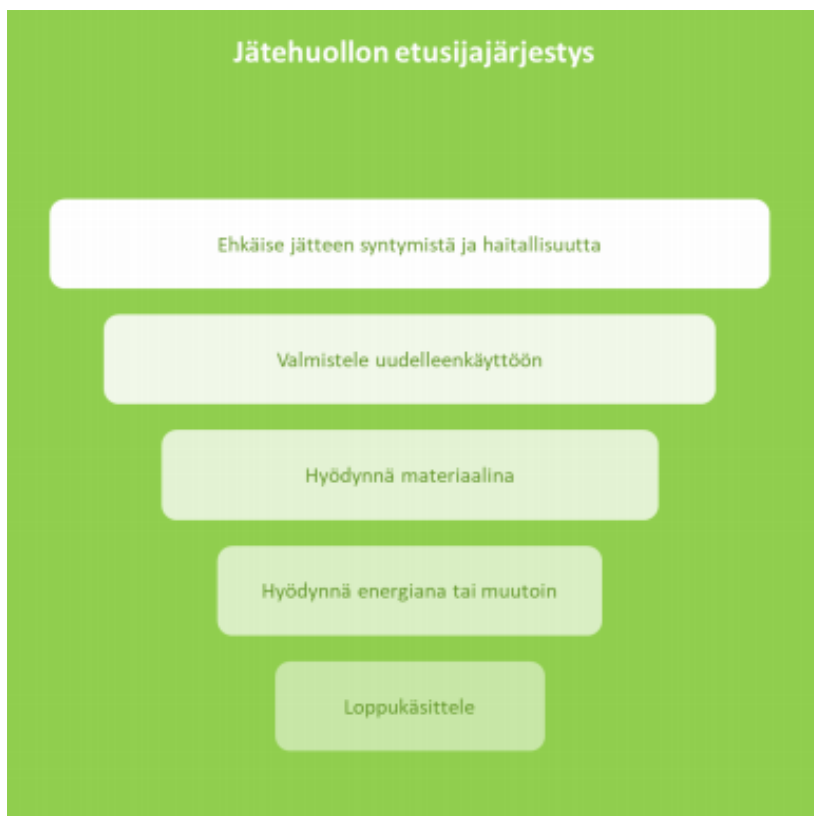 Jätehuollon etusijajärjestys
Ehkäise jätteen syntymistä ja haitallisuutta
Valmistele uudelleenkäyttöön
Hyödynnä materiaalina
Hyödynnä energiana tai muutoin
Loppukäsittele